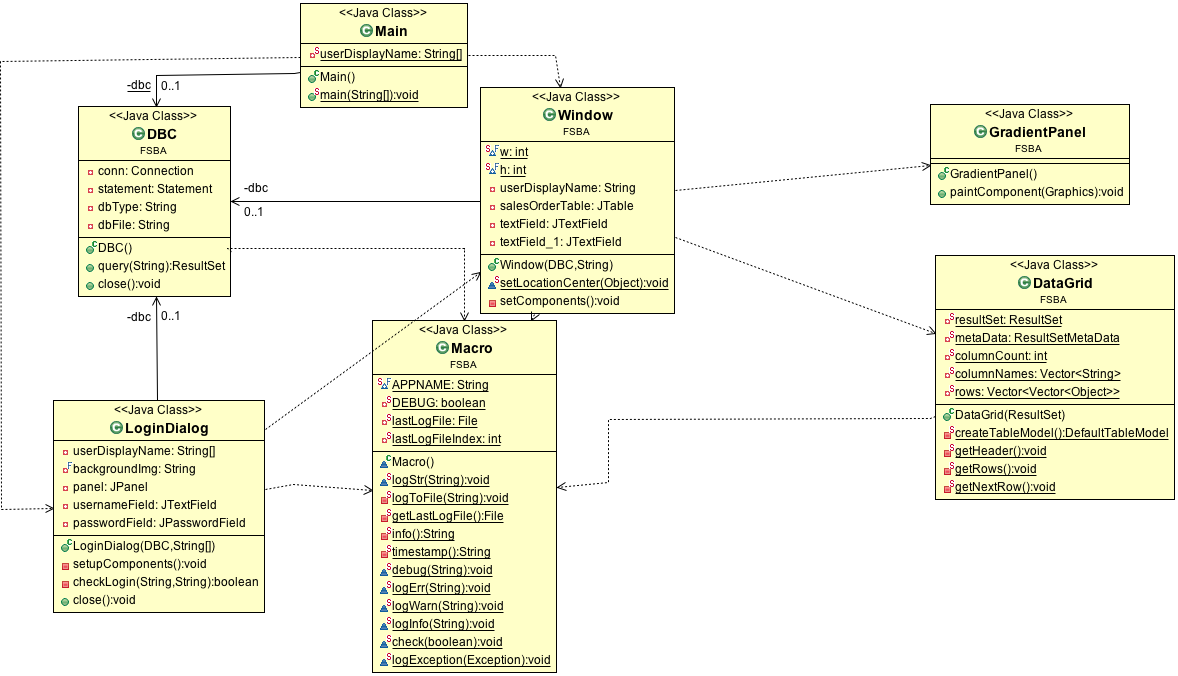 <<Java Class>>
Main
userDisplayName: String[]
Main()
main(String[]):void
-dbc
0..1
<<Java Class>>
DBC
FSBA
conn: Connection
statement: Statement
dbType: String
dbFile: String
DBC()
query(String):ResultSet
close():void
-dbc
0..1
<<Java Class>>
Window
FSBA
w: int
h: int
userDisplayName: String
salesOrderTable: JTable
textField: JTextField
textField_1: JTextField
Window(DBC,String)
setLocationCenter(Object):void
setComponents():void
<<Java Class>>
GradientPanel
FSBA
GradientPanel()
paintComponent(Graphics):void
<<Java Class>>
DataGrid
FSBA
resultSet: ResultSet
metaData: ResultSetMetaData
columnCount: int
columnNames: Vector<String>
rows: Vector<Vector<Object>>
DataGrid(ResultSet)
createTableModel():DefaultTableModel
getHeader():void
getRows():void
getNextRow():void
-dbc
0..1
<<Java Class>>
LoginDialog
userDisplayName: String[]
backgroundImg: String
panel: JPanel
usernameField: JTextField
passwordField: JPasswordField
LoginDialog(DBC,String[])
setupComponents():void
checkLogin(String,String):boolean
close():void
<<Java Class>>
Macro
FSBA
APPNAME: String
DEBUG: boolean
lastLogFile: File
lastLogFileIndex: int
Macro()
logStr(String):void
logToFile(String):void
getLastLogFile():File
info():String
timestamp():String
debug(String):void
logErr(String):void
logWarn(String):void
logInfo(String):void
check(boolean):void
logException(Exception):void